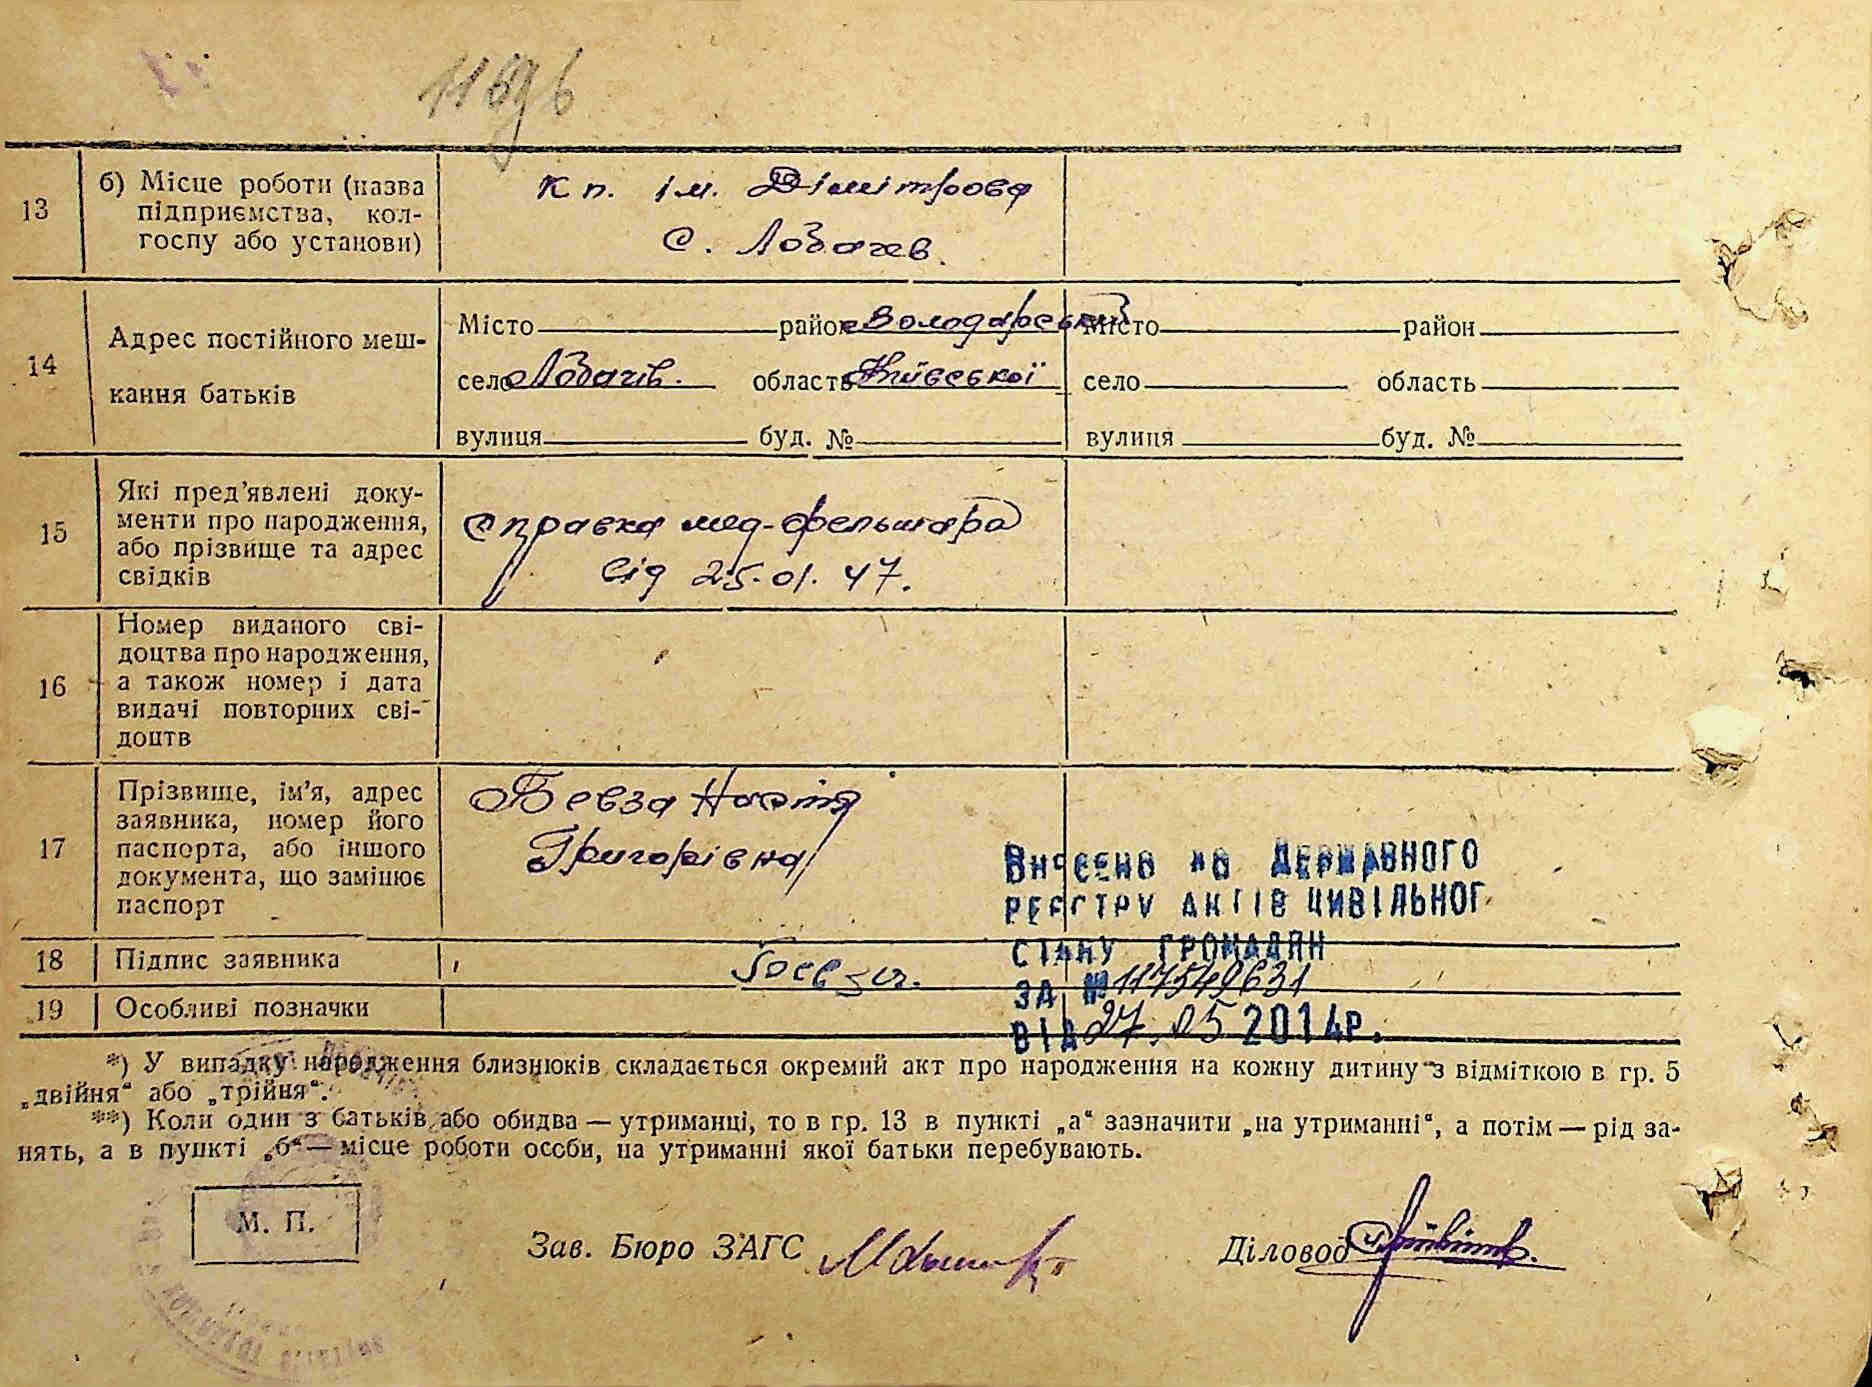 1169 б
13
б) Місце роботи (назва
підприємства, кол-
госпу або установи)
К п. ім. Дімітрова
с. Лобачев.
14
Адрес постійного меш-
кання батьків
Місто район Володарський Місто район
село Лобачів. область Київської село область
вулиця буд. № вулиця буд. №
15
Які пред’явлені доку-
менти про народження,
або прізвище та адрес
свідків
справка мед-фельшара
від 25.01.47.
16
Номер виданого сві-
доцтва про народження,
а також номер і дата
видачі повторних сві-
доцтв
17
Прізвище, ім’я, адрес
заявника, номер його
паспорта, або іншого
документа, що замінює
паспорт
Бевза Настя
Григорівна
Внесено до Державного
реєстру актів цивільног
стану громадян
за № 117549631
від 27.05 2014р.
18 Підпис заявника Бевза.
19 Особливі позначки
*) У випадку народження близнюків складається окремий акт про народження на кожну дитину з відміткою в гр. 5
„двійня“ або „трійня“.
**) Коли один з батьків або обидва — утриманці, то в гр. 13 в пункті „а“ зазначити „на утриманні“, а потім — рід за-
нять, а в пункті „б“ — місце роботи особи, на утриманні якої батьки перебувають.
М. П.
Зав. Бюро ЗАГС
Діловод